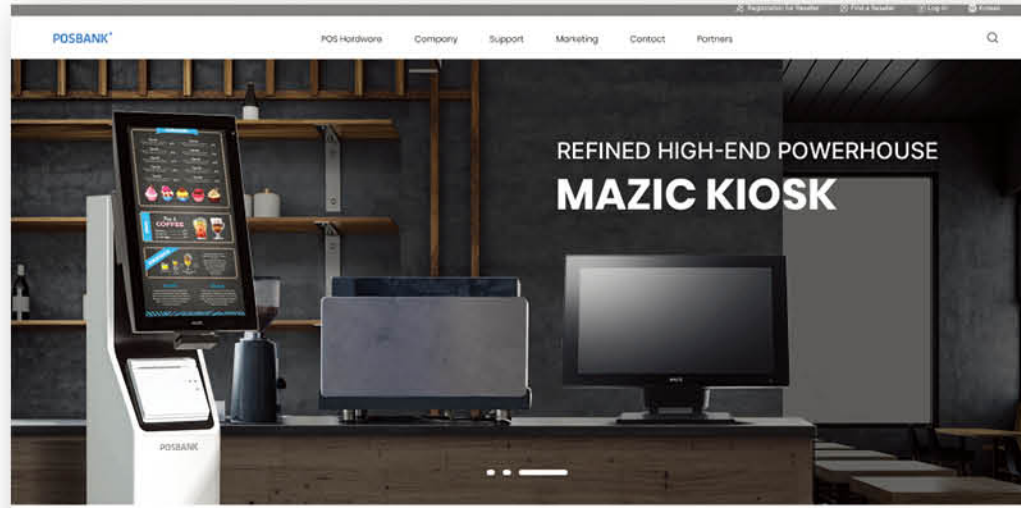 Registration for Reseller
Find a Reseller
Log-In
Korean
POSBANK
POS Hardware
Company
Support
Marketing
Contact
Partners
REFINED HIGH-END POWERHOUSE
MAZIC KIOSK
COFFEE
POSBANK